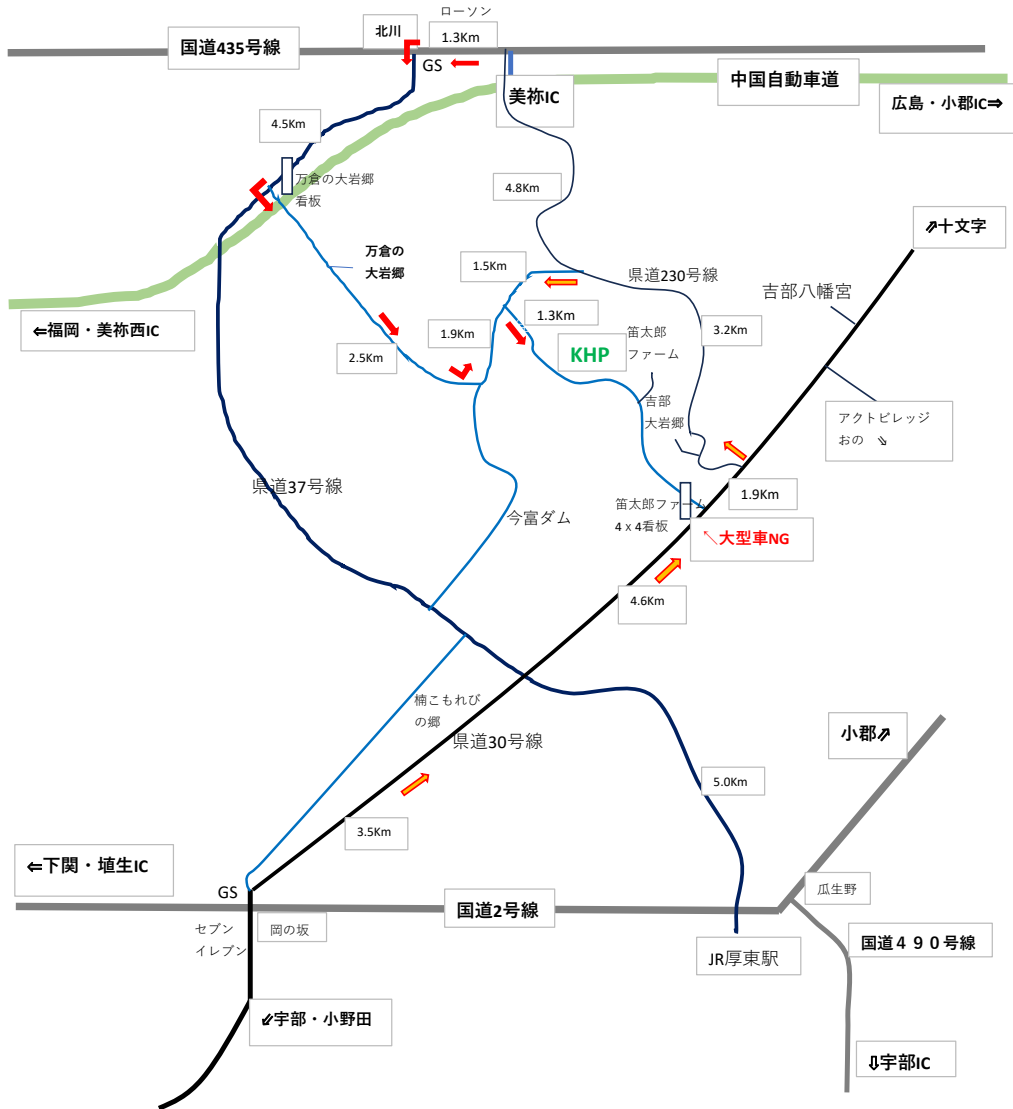 ローソン
北川
1.3Km
国道435号線
GS
中国自動車道
美祢IC
広島・小郡IC⇒
4.5Km
万倉の大岩郷
看板
4.8Km
⇗十文字
万倉の
大岩郷
1.5Km
県道230号線
吉部八幡宮
⇐福岡・美祢西IC
1.3Km
1.9Km
笛太郎
ファーム
3.2Km
KHP
2.5Km
吉部
大岩郷
アクトビレッジ
おの ⇘
県道37号線
1.9Km
笛太郎ファーム
4ｘ4看板
今富ダム
↖大型車NG
4.6Km
楠こもれび
の郷
県道30号線
小郡⇗
5.0Km
3.5Km
⇐下関・埴生IC
GS
瓜生野
国道2号線
セブン
イレブン
岡の坂
国道４９０号線
JR厚東駅
⇙宇部・小野田
⇩宇部IC